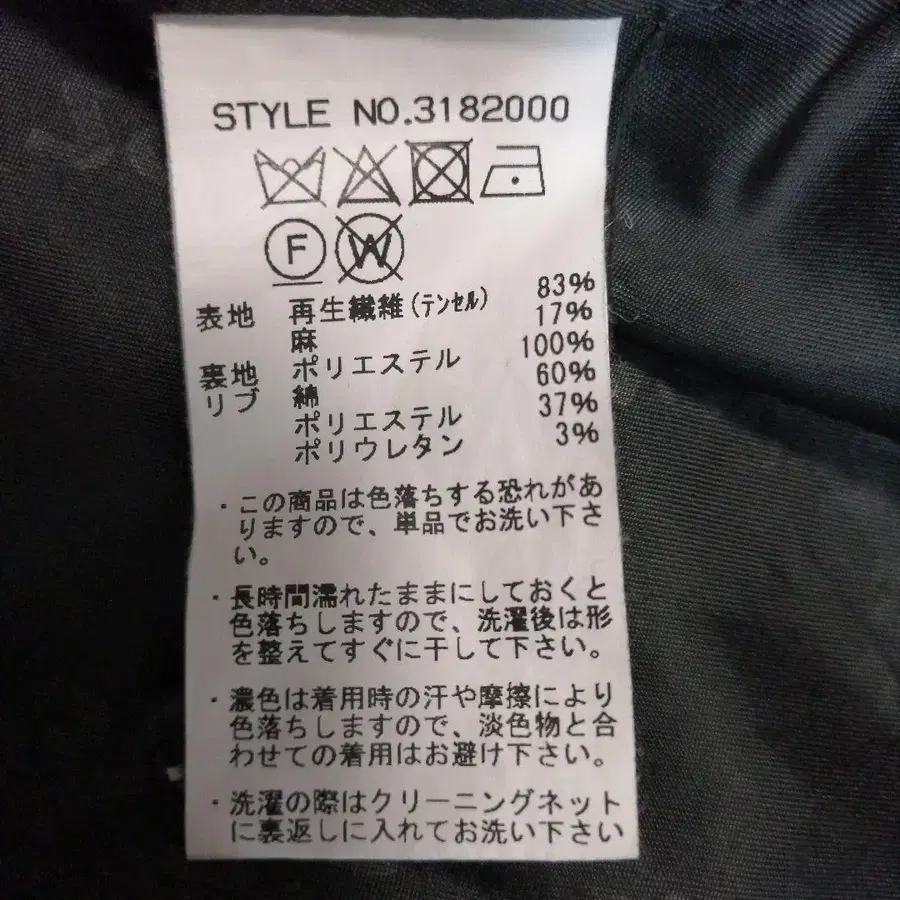 STYLE NO.3182000
F W
表地 再生繊維(ﾃﾝｾﾙ) 83%
麻 17%
裏地 ポリエステル 100%
リブ 綿 60%
ポリエステル 37%
ポリウレタン 3%
・この商品は色落ちする恐れがあ
りますので、単品でお洗い下さ
い。
・長時間濡れたままにしておくと
色落ちしますので、洗濯後は形
を整えてすぐに干して下さい。
・濃色は着用時の汗や摩擦により
色落ちしますので、淡色物と合
わせての着用はお避け下さい。
・洗濯の際はクリーニングネット
に裏返しに入れてお洗い下さい